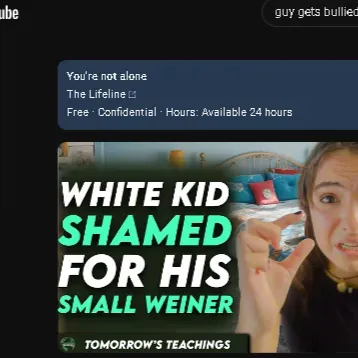 ube
guy gets bullied
You're not alone
The Lifeline
Free · Confidential · Hours: Available 24 hours
WHITE KID
SHAMED
FOR HIS
SMALL WEINER
TOMORROW'S TEACHINGS